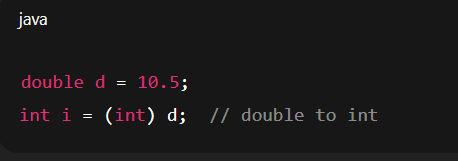 java
double d = 10.5;
int i = (int) d;  // double to int